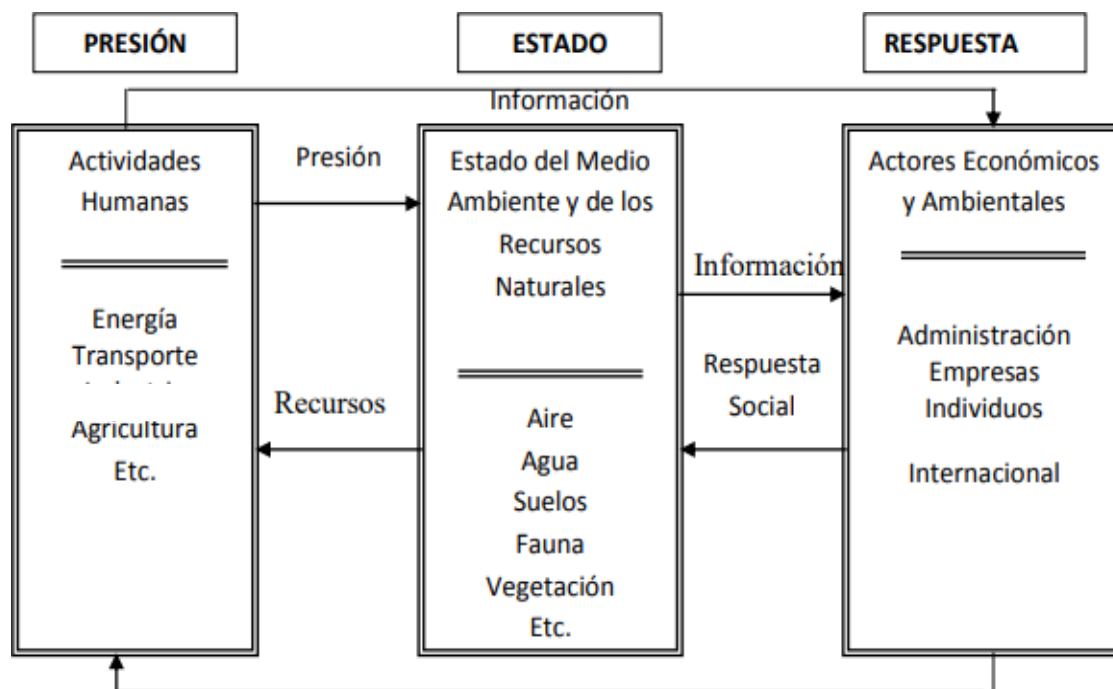 PRESIÓN
ESTADO
RESPUESTA
Información
Actividades
Humanas
Energía
Transporte
Agricultura
Etc.
Presión
Recursos
Estado del Medio
Ambiente y de los
Recursos
Naturales
Aire
Agua
Suelos
Fauna
Vegetación
Etc.
Información
Respuesta
Social
Actores Económicos
y Ambientales
Administración
Empresas
Individuos
Internacional